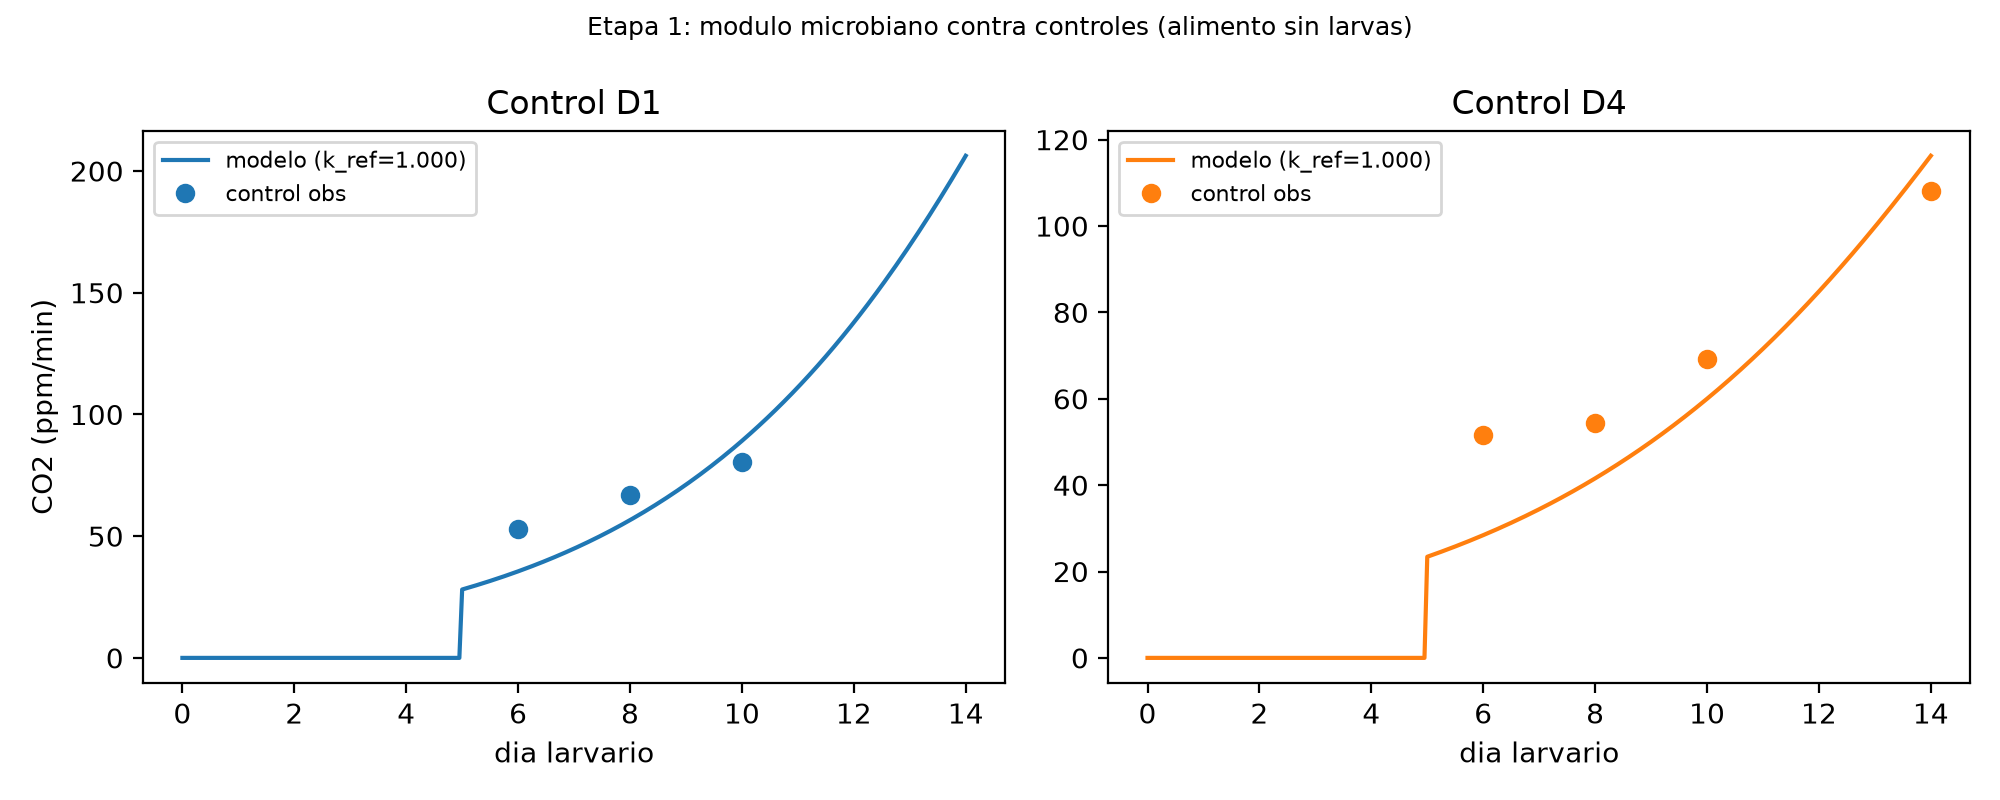 Etapa 1: modulo microbiano contra controles (alimento sin larvas)
Control D1
modelo (k_ref=1.000)
control obs
CO2 (ppm/min)
200
150
100
50
0
0 2 4 6 8 10 12 14
dia larvario
Control D4
modelo (k_ref=1.000)
control obs
120
100
80
60
40
20
0
0 2 4 6 8 10 12 14
dia larvario